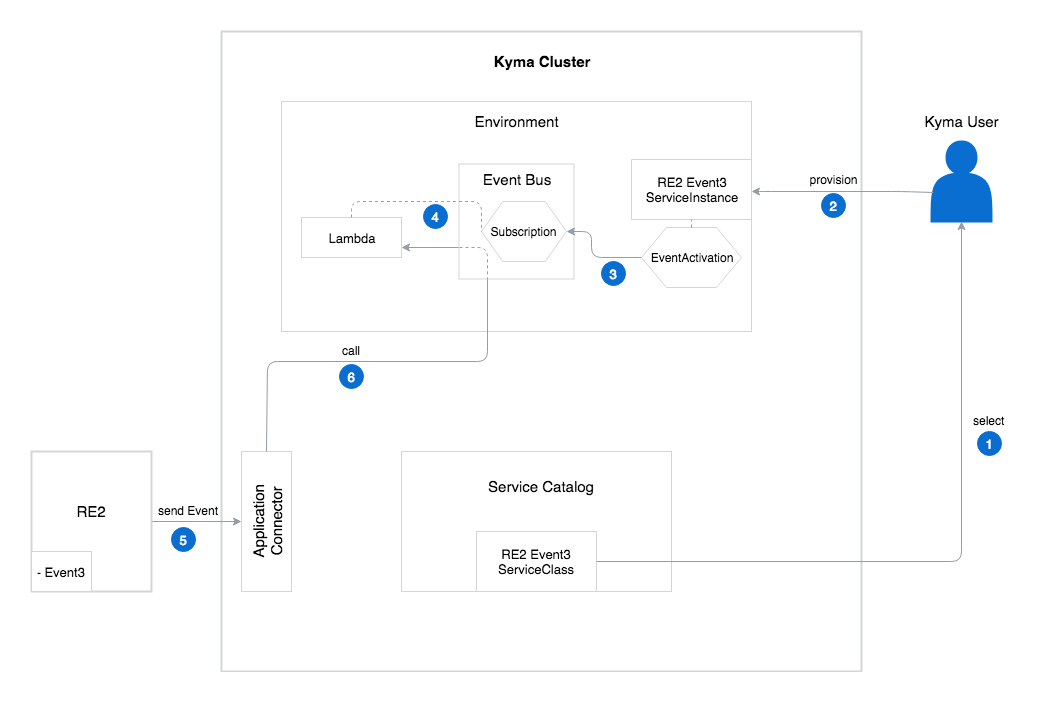 Kyma Cluster
Environment
Kyma User
Event Bus
RE2 Event3
ServiceInstance
provision
2
4
Lambda
Subscription
3
EventActivation
call
6
select
1
RE2
- Event3
send Event
5
Application
Connector
Service Catalog
RE2 Event3
ServiceClass